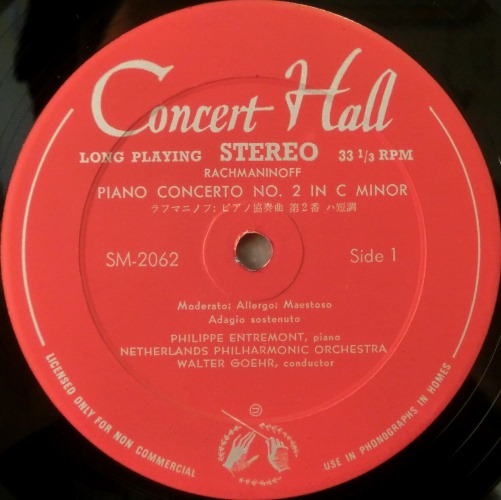 Concert Hall
LONG PLAYING STEREO 33 1/3 RPM
RACHMANINOFF
PIANO CONCERTO NO. 2 IN C MINOR
ラフマニノフ: ピアノ協奏曲 第2番 ハ短調
SM-2062 Side 1
Moderato; Allergo; Maestoso
Adagio sostenuto
PHILIPPE ENTREMONT, piano
NETHERLANDS PHILHARMONIC ORCHESTRA
WALTER GOEHR, conductor
LICENSED ONLY FOR NON COMMERCIAL
USE IN PHONOGRAPHS IN HOMES